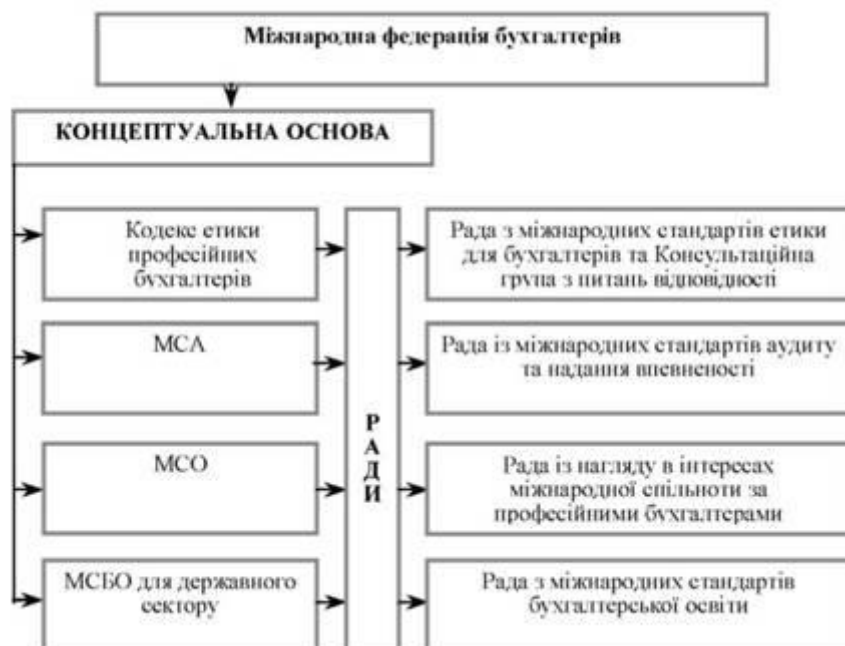 Міжнародна федерація бухгалтерів
КОНЦЕПТУАЛЬНА ОСНОВА
Кодекс етики
професійних
бухгалтерів
МСА
МСО
МСБО для державного
сектору
Р
А
Д
И
Рада з міжнародних стандартів етики
для бухгалтерів та Консультаційна
група з питань відповідності
Рада із міжнародних стандартів аудиту
та надання впевненості
Рада із нагляду в інтересах
міжнародної спільноти за
професійними бухгалтерами
Рада з міжнародних стандартів
бухгалтерської освіти